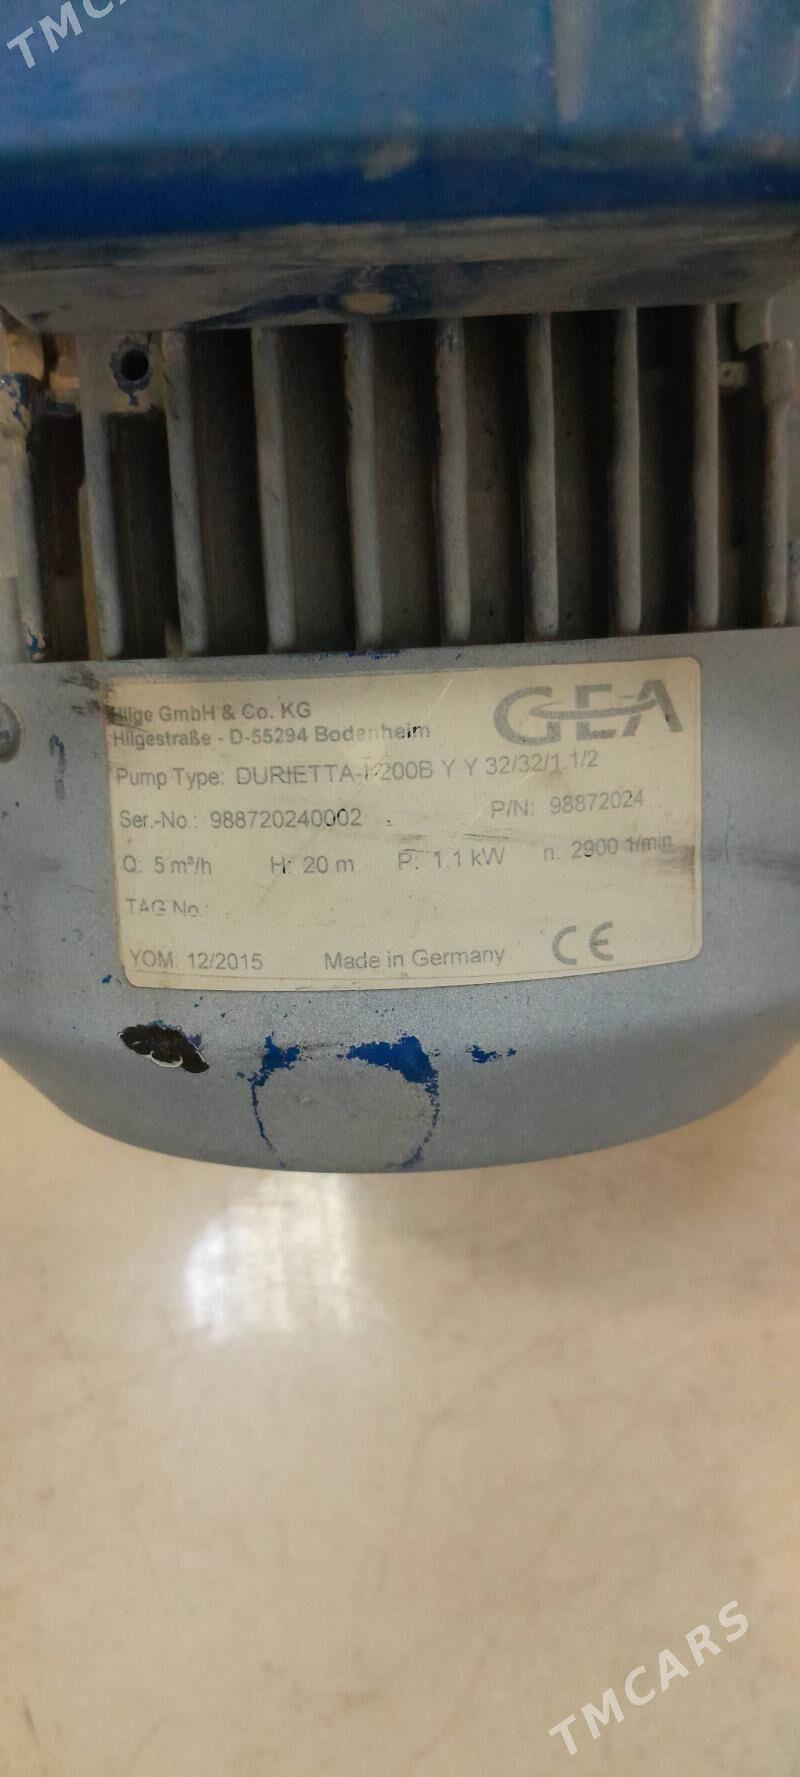 TMCA
Hilge GmbH & Co. KG
Hilgestraße - D-55294 Bodenheim
GEA
Pump Type: DURIETTA-I-200B Y Y 32/32/1.1/2
Ser.-No.: 988720240002 P/N: 98872024
Q: 5 m³/h H: 20 m P: 1.1 kW n: 2900 1/min
TAG No.:
YOM: 12/2015 Made in Germany CE
TMCARS